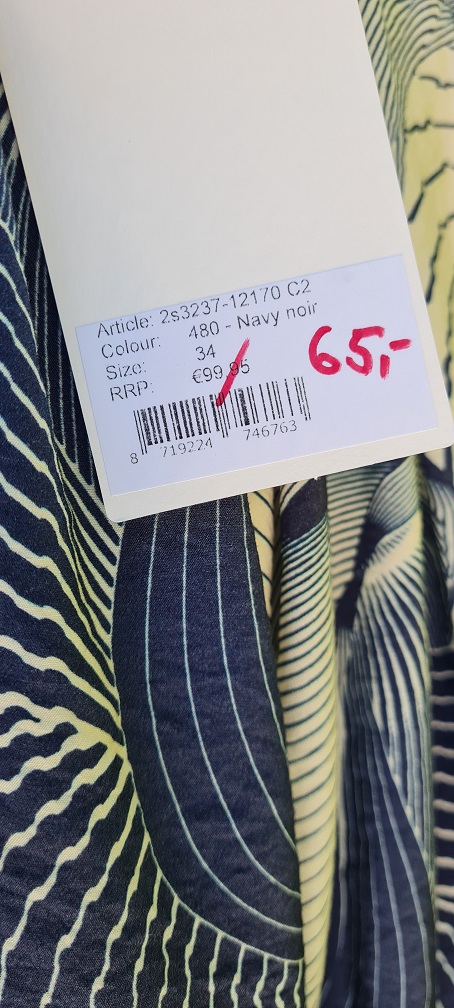 Article: 2s3237-12170 C2
Colour: 480 - Navy noir
Size: 34
RRP: €99,95
65,-
8 719224 746763